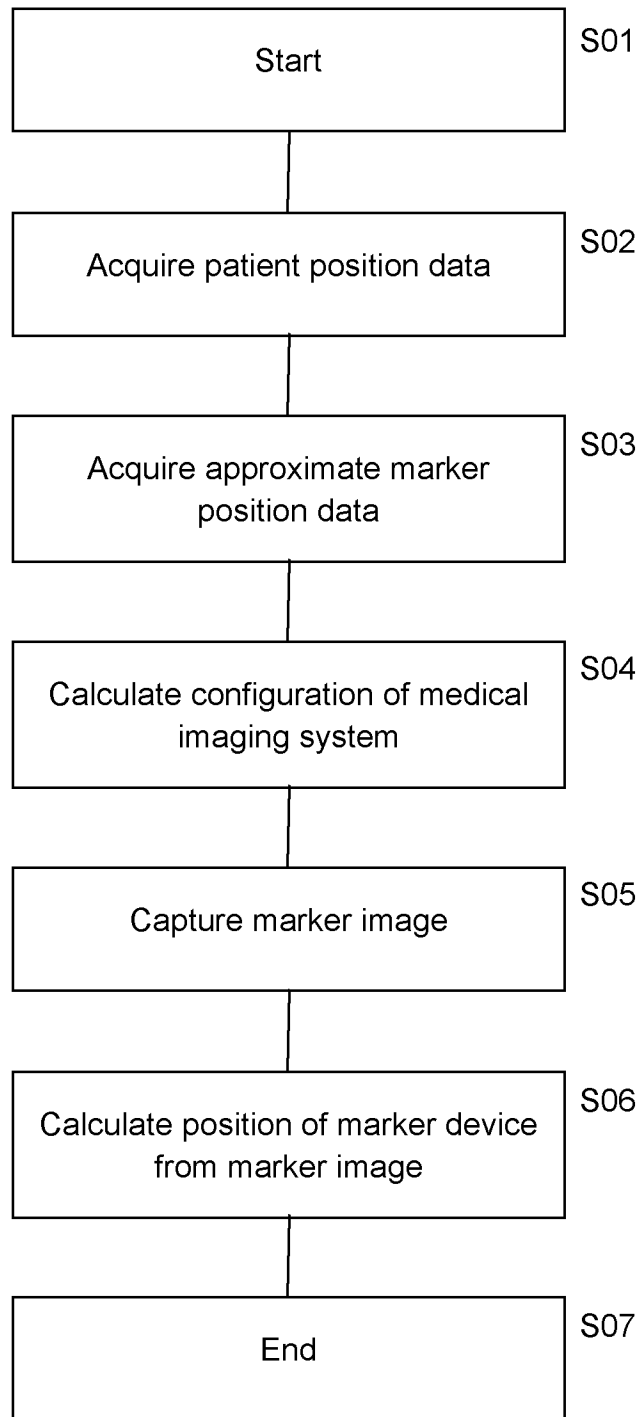 Start
S01
Acquire patient position data
S02
Acquire approximate marker
position data
S03
Calculate configuration of medical
imaging system
S04
Capture marker image
S05
Calculate position of marker device
from marker image
S06
End
S07